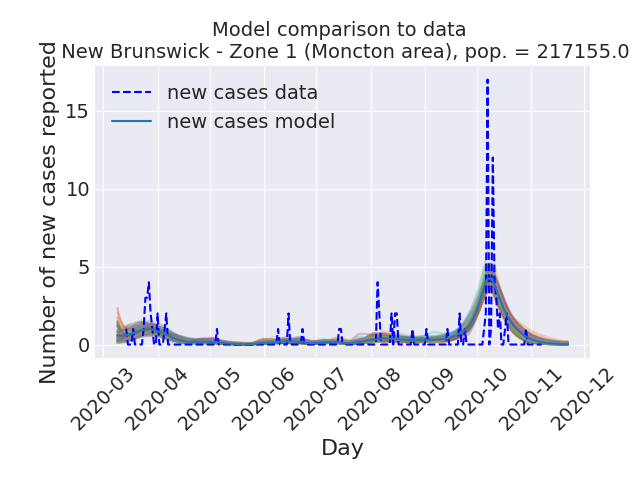 Model comparison to data
New Brunswick - Zone 1 (Moncton area), pop. = 217155.0
Number of new cases reported
15
10
5
0
new cases data
new cases model
2020-03
2020-04
2020-05
2020-06
2020-07
2020-08
2020-09
2020-10
2020-11
2020-12
Day